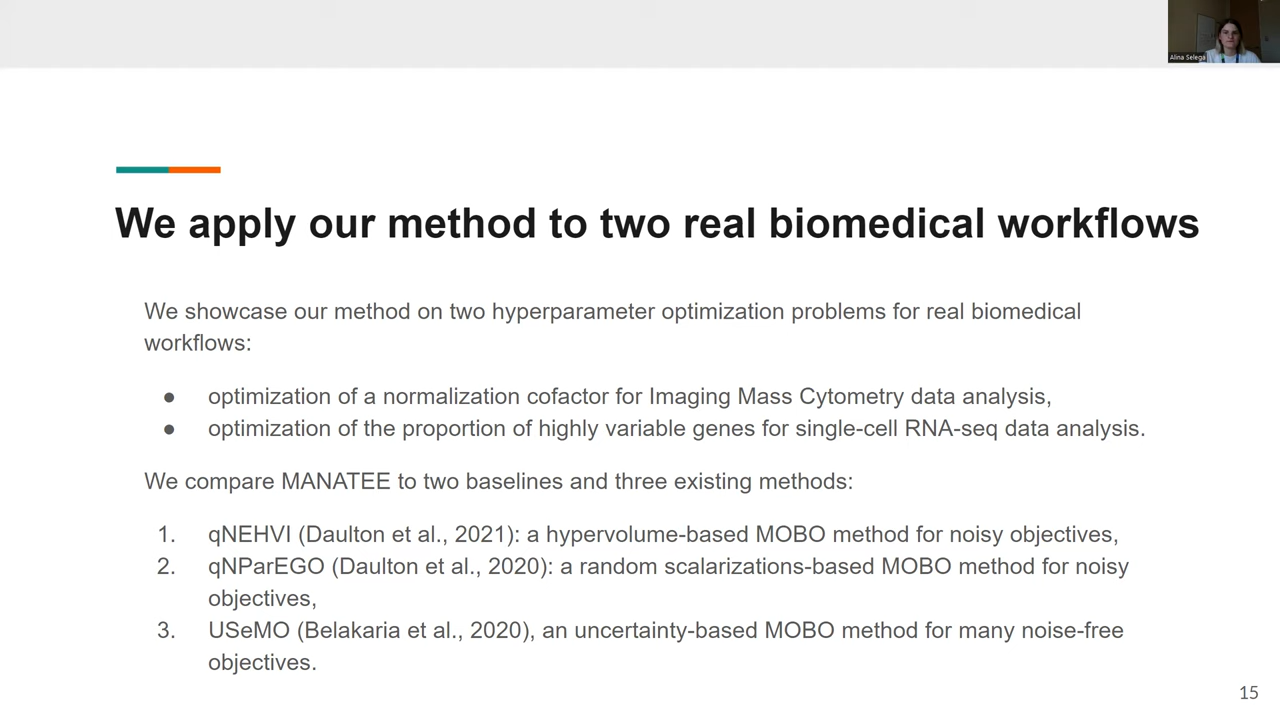 Alina Selega
We apply our method to two real biomedical workflows
We showcase our method on two hyperparameter optimization problems for real biomedical
workflows:
● optimization of a normalization cofactor for Imaging Mass Cytometry data analysis,
● optimization of the proportion of highly variable genes for single-cell RNA-seq data analysis.
We compare MANATEE to two baselines and three existing methods:
1. qNEHVI (Daulton et al., 2021): a hypervolume-based MOBO method for noisy objectives,
2. qNParEGO (Daulton et al., 2020): a random scalarizations-based MOBO method for noisy
objectives,
3. USeMO (Belakaria et al., 2020), an uncertainty-based MOBO method for many noise-free
objectives.
15